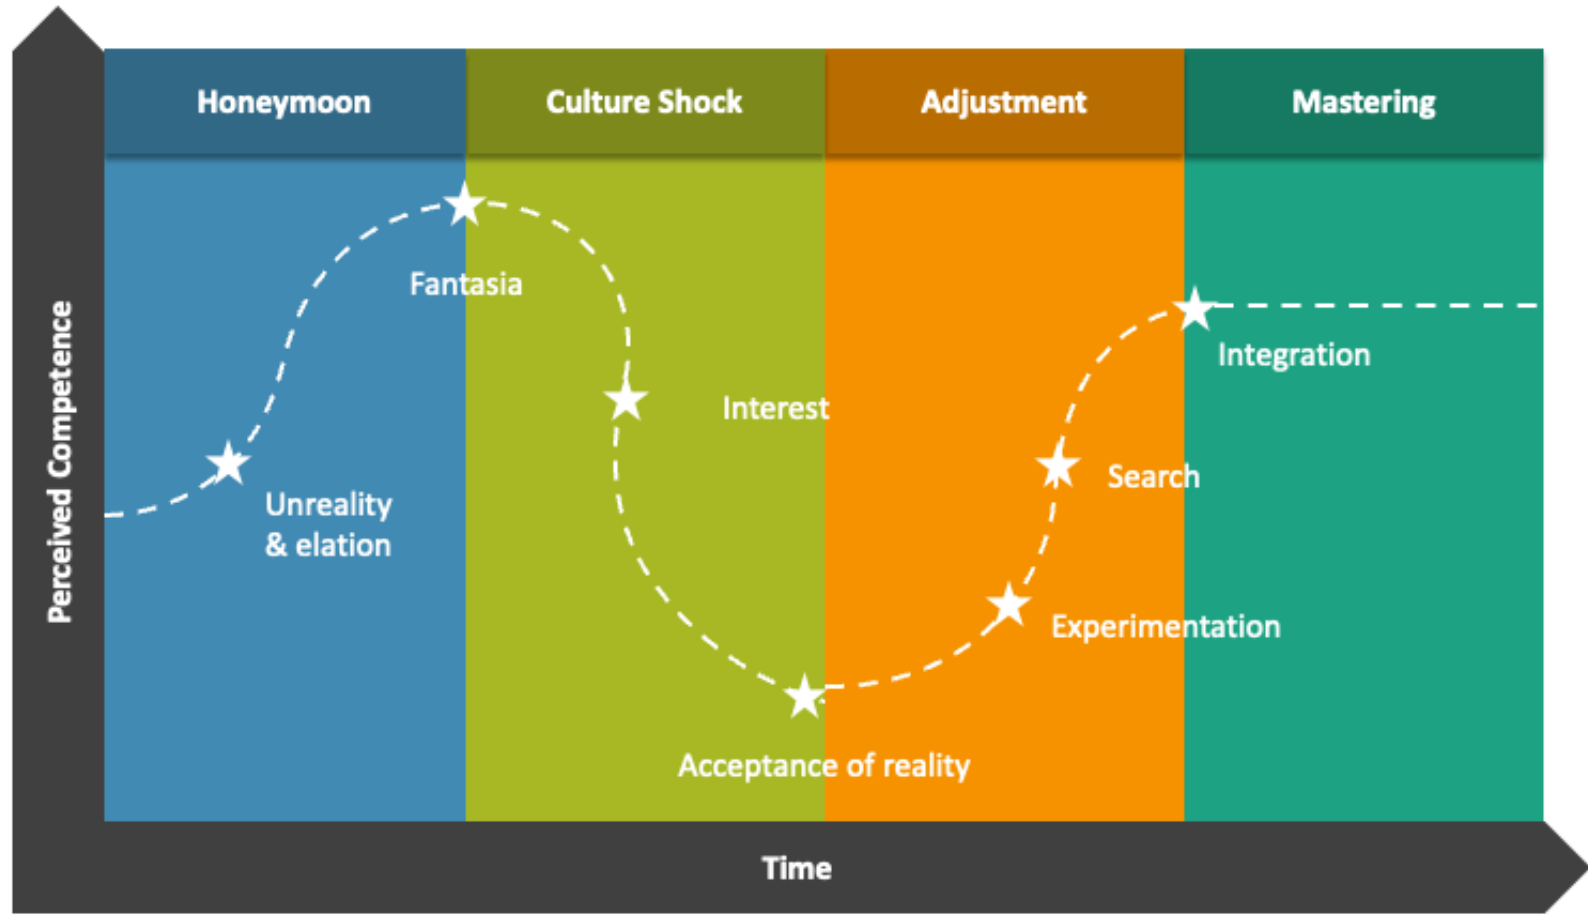 Honeymoon
Culture Shock
Adjustment
Mastering
Perceived Competence
Fantasia
Interest
Unreality
& elation
Integration
Search
Experimentation
Acceptance of reality
Time